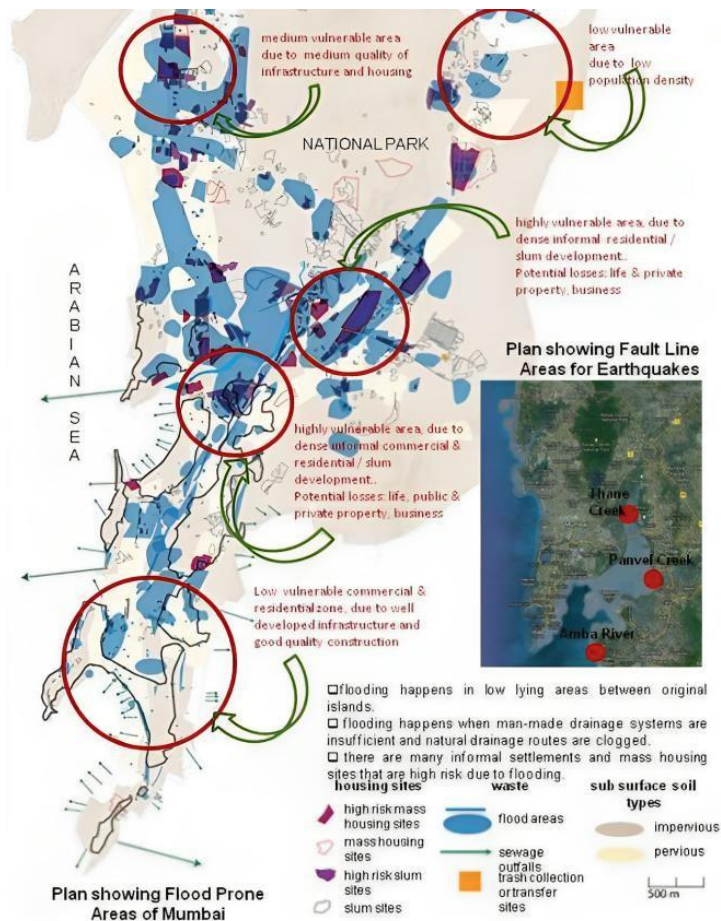 medium vulnerable area
due to medium quality of
infrastructure and housing
low vulnerable
area
due to low
population density
NATIONAL PARK
highly vulnerable area, due to
dense informal residential /
slum development..
Potential losses: life & private
property, business
ARABIAN SEA
Plan showing Fault Line
Areas for Earthquakes
Thane
Creek
Panvel Creek
Amba River
highly vulnerable area, due to
dense informal commercial &
residential / slum
development..
Potential losses: life, public &
private property, business
Low vulnerable commercial &
residential zone, due to well
developed infrastructure and
good quality construction
❑flooding happens in low lying areas between original
islands.
❑ flooding happens when man-made drainage systems are
insufficient and natural drainage routes are clogged.
❑ there are many informal settlements and mass housing
sites that are high risk due to flooding.
housing sites
high risk mass
housing sites
mass housing
sites
high risk slum
sites
slum sites
waste
flood areas
sewage
outfalls
trash collection
or transfer
sites
sub surface soil
types
impervious
pervious
500 m
Plan showing Flood Prone
Areas of Mumbai